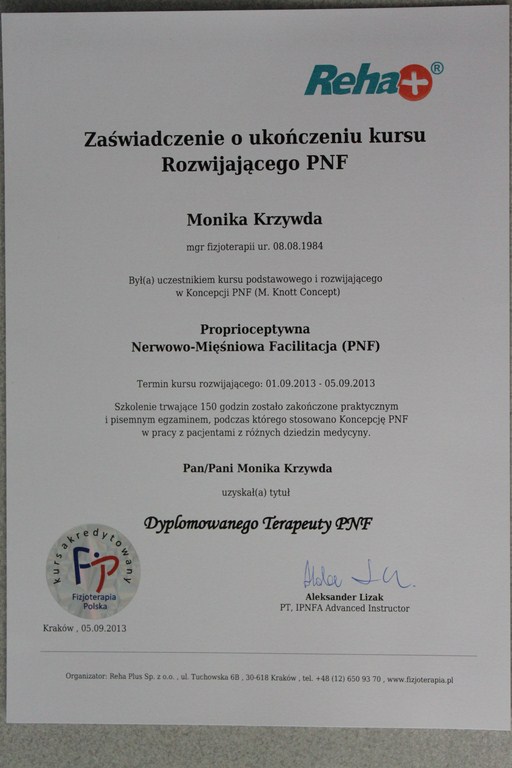 Reha+®
Zaświadczenie o ukończeniu kursu
Rozwijającego PNF
Monika Krzywda
mgr fizjoterapii ur. 08.08.1984
Był(a) uczestnikiem kursu podstawowego i rozwijającego
w Koncepcji PNF (M. Knott Concept)
Proprioceptywna
Nerwowo-Mięśniowa Facilitacja (PNF)
Termin kursu rozwijającego: 01.09.2013 - 05.09.2013
Szkolenie trwające 150 godzin zostało zakończone praktycznym
i pisemnym egzaminem, podczas którego stosowano Koncepcję PNF
w pracy z pacjentami z różnych dziedzin medycyny.
Pan/Pani Monika Krzywda
uzyskał(a) tytuł
Dyplomowanego Terapeuty PNF
kurs akredytowany
FiP
Fizjoterapia
Polska
Aleksander Lizak
PT, IPNFA Advanced Instructor
Kraków , 05.09.2013
Organizator: Reha Plus Sp. z o.o. , ul. Tuchowska 6B , 30-618 Kraków , tel. +48 (12) 650 93 70 , www.fizjoterapia.pl